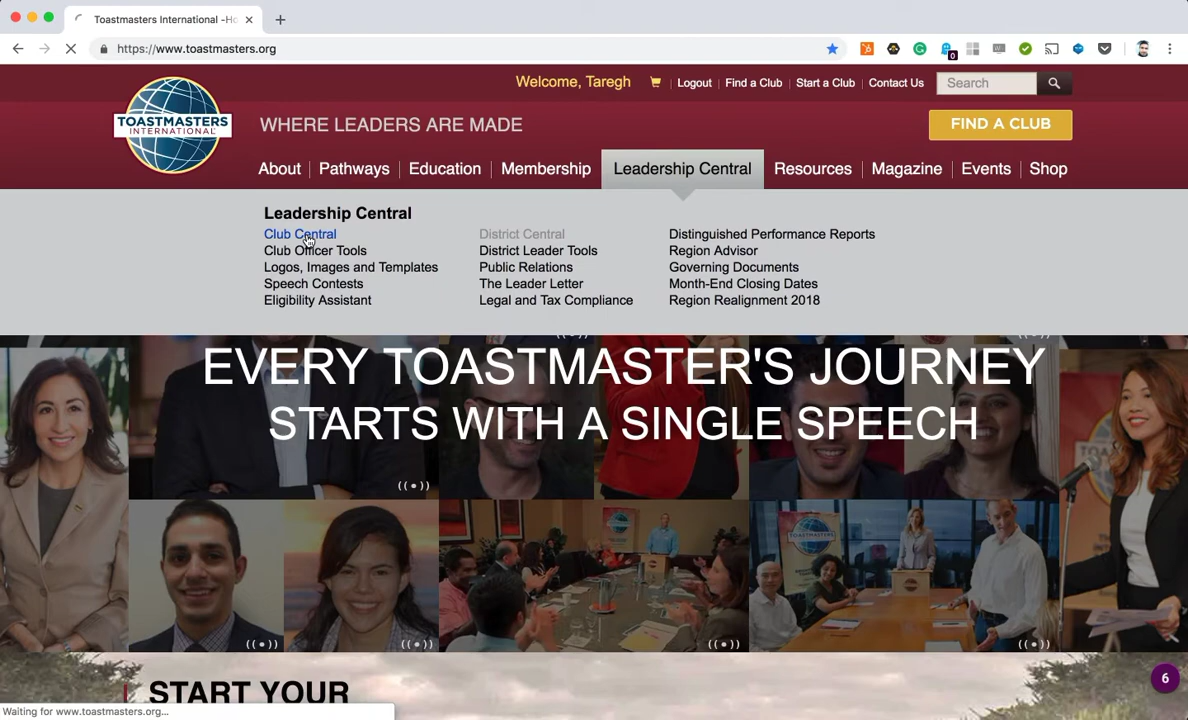 Toastmasters International -Ho
https://www.toastmasters.org
0
Welcome, Taregh
Logout
Find a Club
Start a Club
Contact Us
Search
TOASTMASTERS
INTERNATIONAL
WHERE LEADERS ARE MADE
FIND A CLUB
About
Pathways
Education
Membership
Leadership Central
Resources
Magazine
Events
Shop
Leadership Central
Club Central
Club Officer Tools
Logos, Images and Templates
Speech Contests
Eligibility Assistant
District Central
District Leader Tools
Public Relations
The Leader Letter
Legal and Tax Compliance
Distinguished Performance Reports
Region Advisor
Governing Documents
Month-End Closing Dates
Region Realignment 2018
EVERY TOASTMASTER'S JOURNEY
STARTS WITH A SINGLE SPEECH
START YOUR
6
Waiting for www.toastmasters.org...